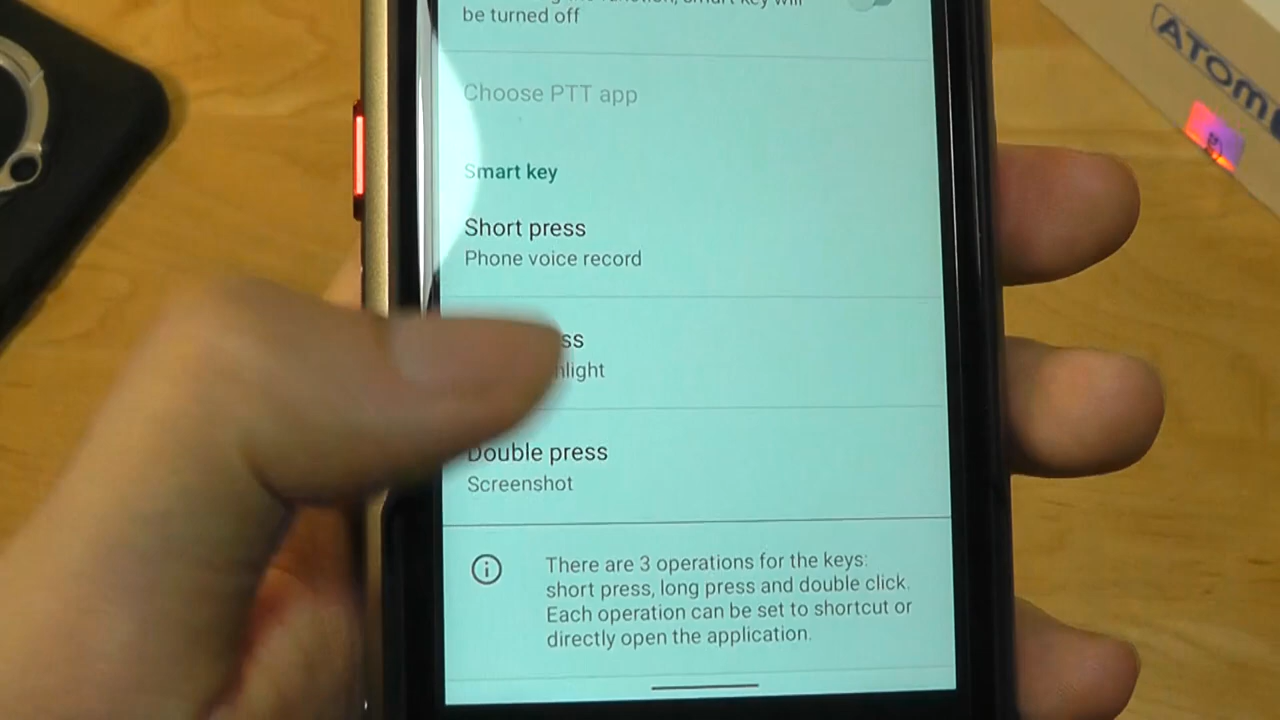 be turned off
Choose PTT app
Smart key
Short press
Phone voice record
Double press
Screenshot
There are 3 operations for the keys:
short press, long press and double click.
Each operation can be set to shortcut or
directly open the application.
ATOM